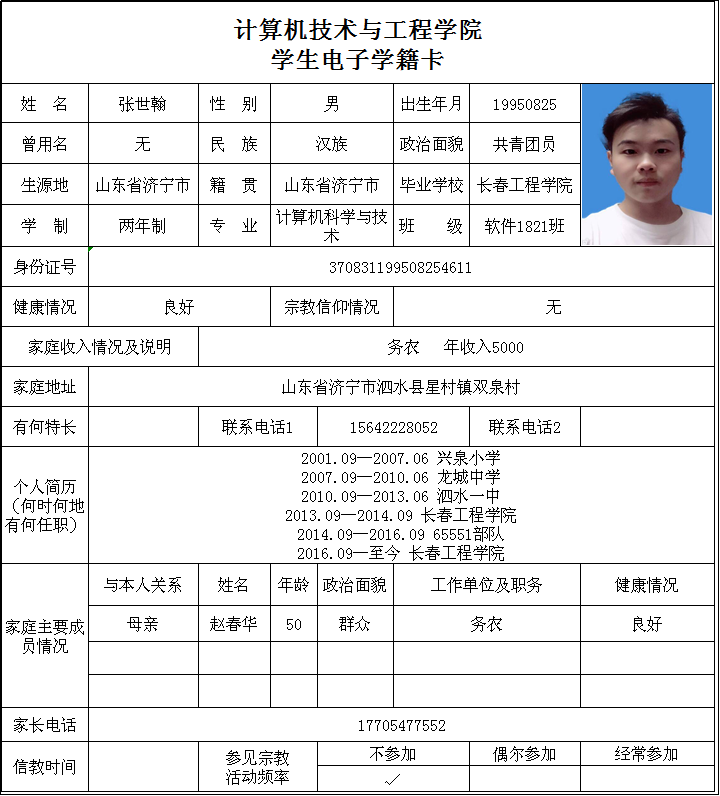 计算机技术与工程学院
学生电子学籍卡
姓 名 张世翰 性 别 男 出生年月 19950825
曾用名 无 民 族 汉族 政治面貌 共青团员
生源地 山东省济宁市 籍 贯 山东省济宁市 毕业学校 长春工程学院
学 制 两年制 专 业 计算机科学与技术 班 级 软件1821班
身份证号 370831199508254611
健康情况 良好 宗教信仰情况 无
家庭收入情况及说明 务农 年收入5000
家庭地址 山东省济宁市泗水县星村镇双泉村
有何特长 联系电话1 15642228052 联系电话2
个人简历
（何时何地
有何任职）
2001.09—2007.06 兴泉小学
2007.09—2010.06 龙城中学
2010.09—2013.06 泗水一中
2013.09—2014.09 长春工程学院
2014.09—2016.09 65551部队
2016.09—至今 长春工程学院
家庭主要成
员情况
与本人关系 姓名 年龄 政治面貌 工作单位及职务 健康情况
母亲 赵春华 50 群众 务农 良好
家长电话 17705477552
信教时间 参见宗教
活动频率
不参加 偶尔参加 经常参加
✓